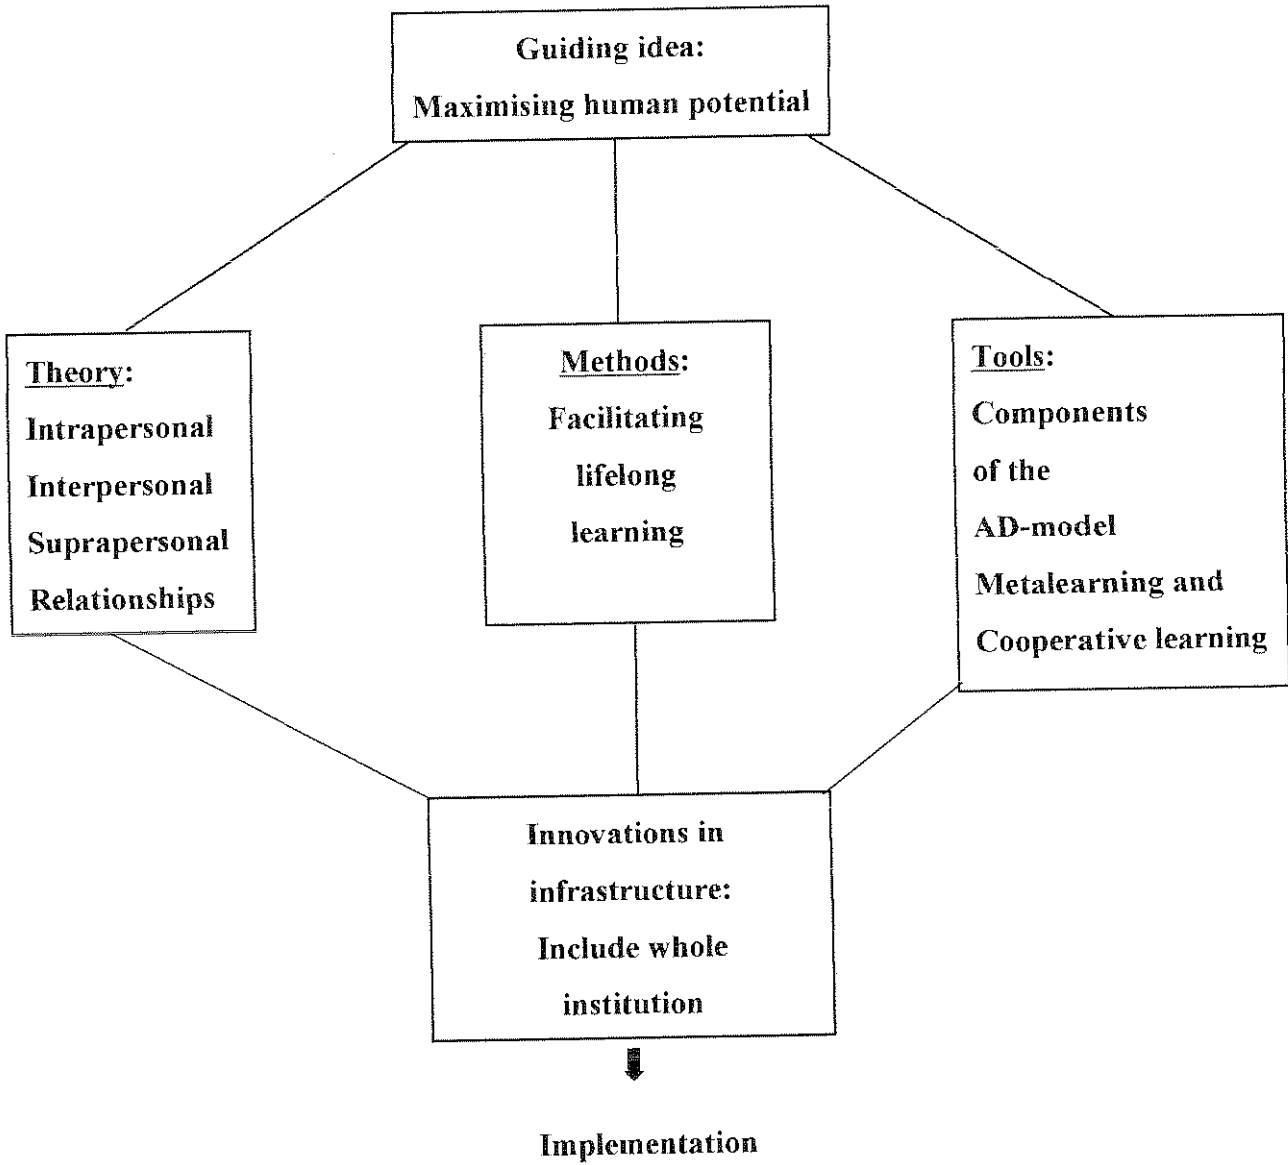 Guiding idea:
Maximising human potential
Theory:
Intrapersonal
Interpersonal
Suprapersonal
Relationships
Methods:
Facilitating
lifelong
learning
Tools:
Components
of the
AD-model
Metalearning and
Cooperative learning
Innovations in
infrastructure:
Include whole
institution
Implementation